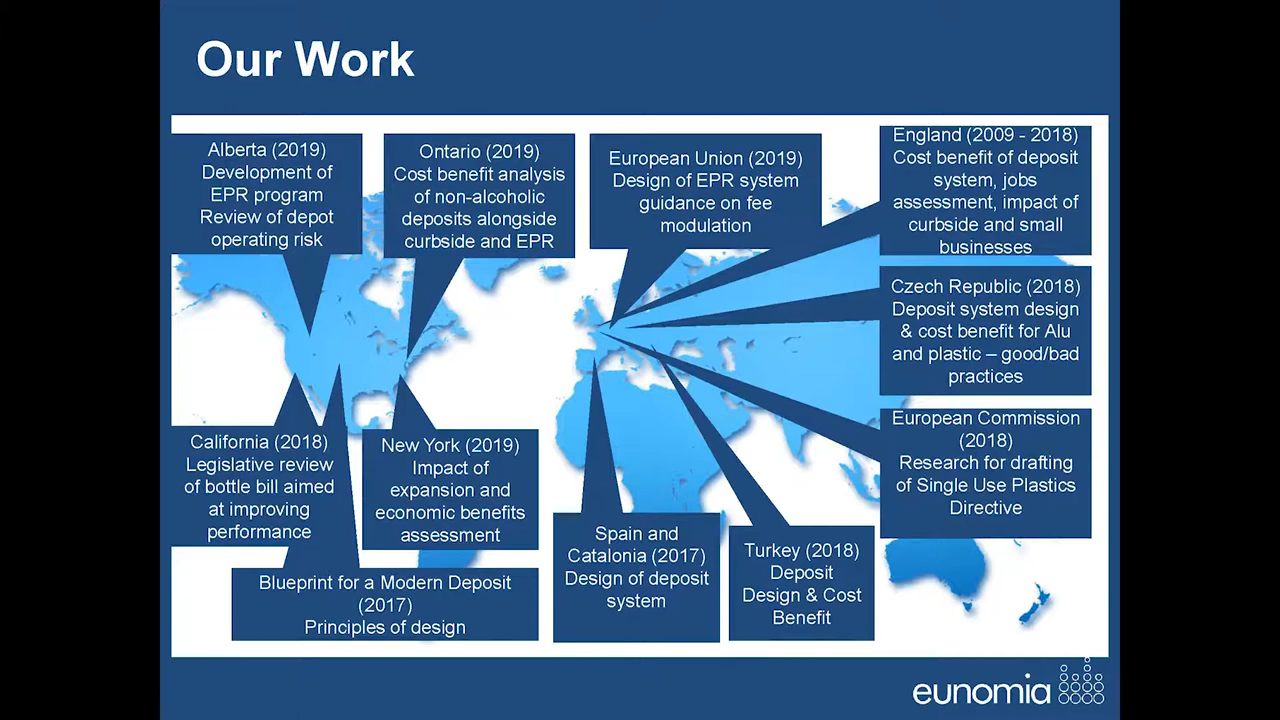 Our Work
Alberta (2019)
Development of
EPR program
Review of depot
operating risk
Ontario (2019)
Cost benefit analysis
of non-alcoholic
deposits alongside
curbside and EPR
European Union (2019)
Design of EPR system
guidance on fee
modulation
England (2009 - 2018)
Cost benefit of deposit
system, jobs
assessment, impact of
curbside and small
businesses
Czech Republic (2018)
Deposit system design
& cost benefit for Alu
and plastic – good/bad
practices
European Commission
(2018)
Research for drafting
of Single Use Plastics
Directive
California (2018)
Legislative review
of bottle bill aimed
at improving
performance
New York (2019)
Impact of
expansion and
economic benefits
assessment
Blueprint for a Modern Deposit
(2017)
Principles of design
Spain and
Catalonia (2017)
Design of deposit
system
Turkey (2018)
Deposit
Design & Cost
Benefit
eunomia